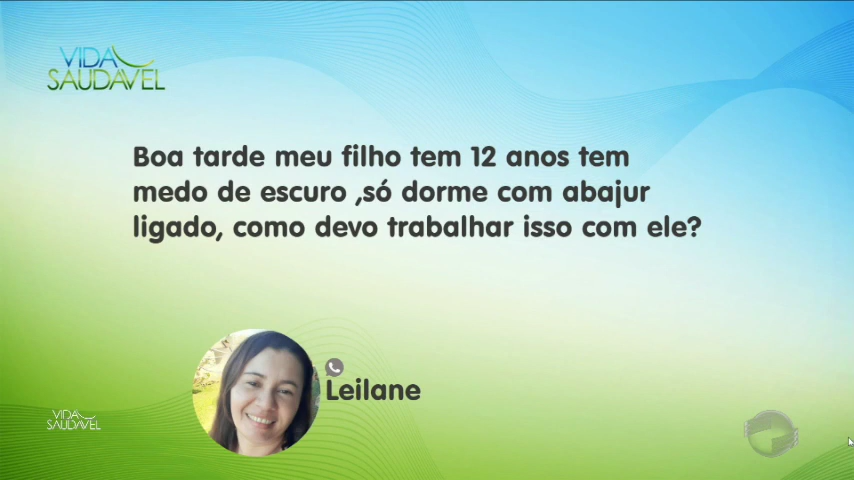 VIDA
SAUDÁVEL
Boa tarde meu filho tem 12 anos tem
medo de escuro ,só dorme com abajur
ligado, como devo trabalhar isso com ele?
Leilane
VIDA
SAUDÁVEL